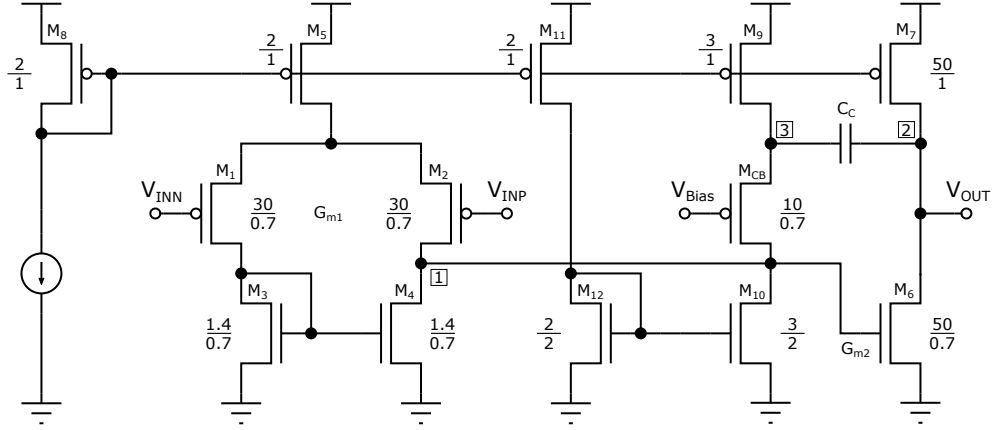 M8
M5
M11
M9
M7
2/1
2/1
2/1
3/1
50/1
CC
3
2
M1
M2
MCB
VINN
VINP
VBias
VOUT
30/0.7
Gm1
30/0.7
10/0.7
1
M3
M4
M12
M10
M6
1.4/0.7
1.4/0.7
2/2
3/2
50/0.7
Gm2